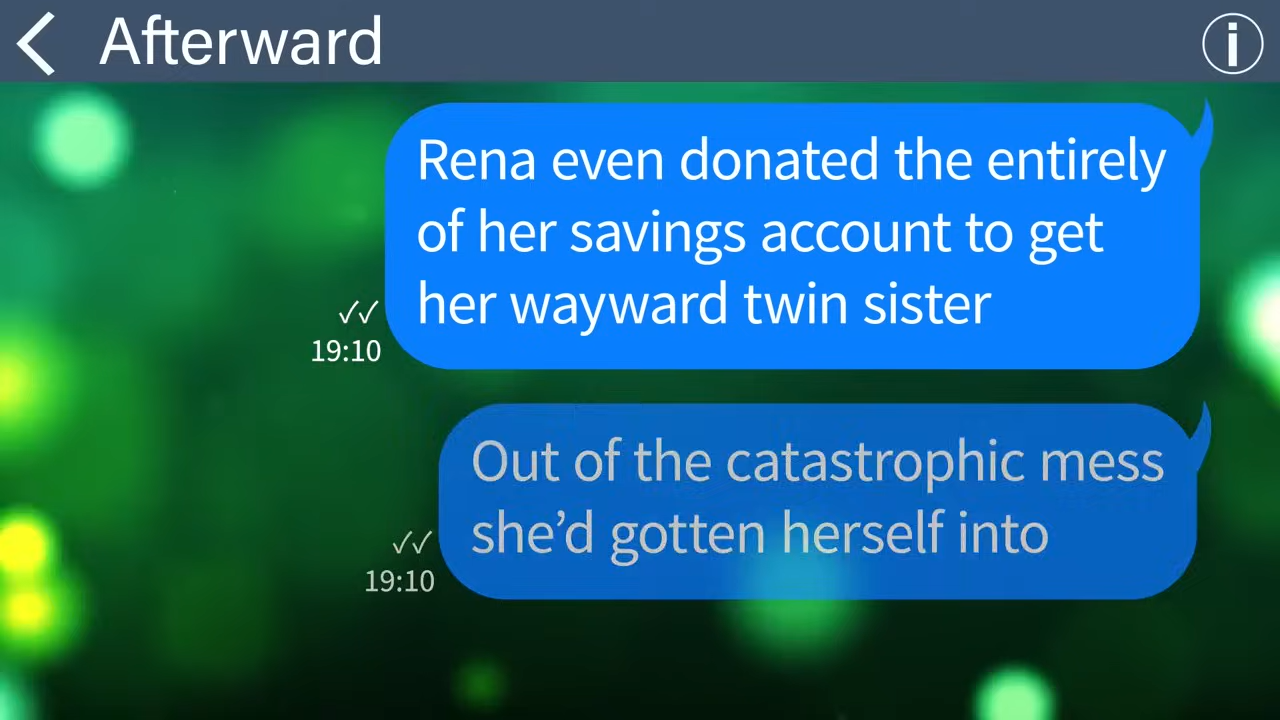 Afterward
Rena even donated the entirely
of her savings account to get
her wayward twin sister
19:10
Out of the catastrophic mess
she’d gotten herself into
19:10